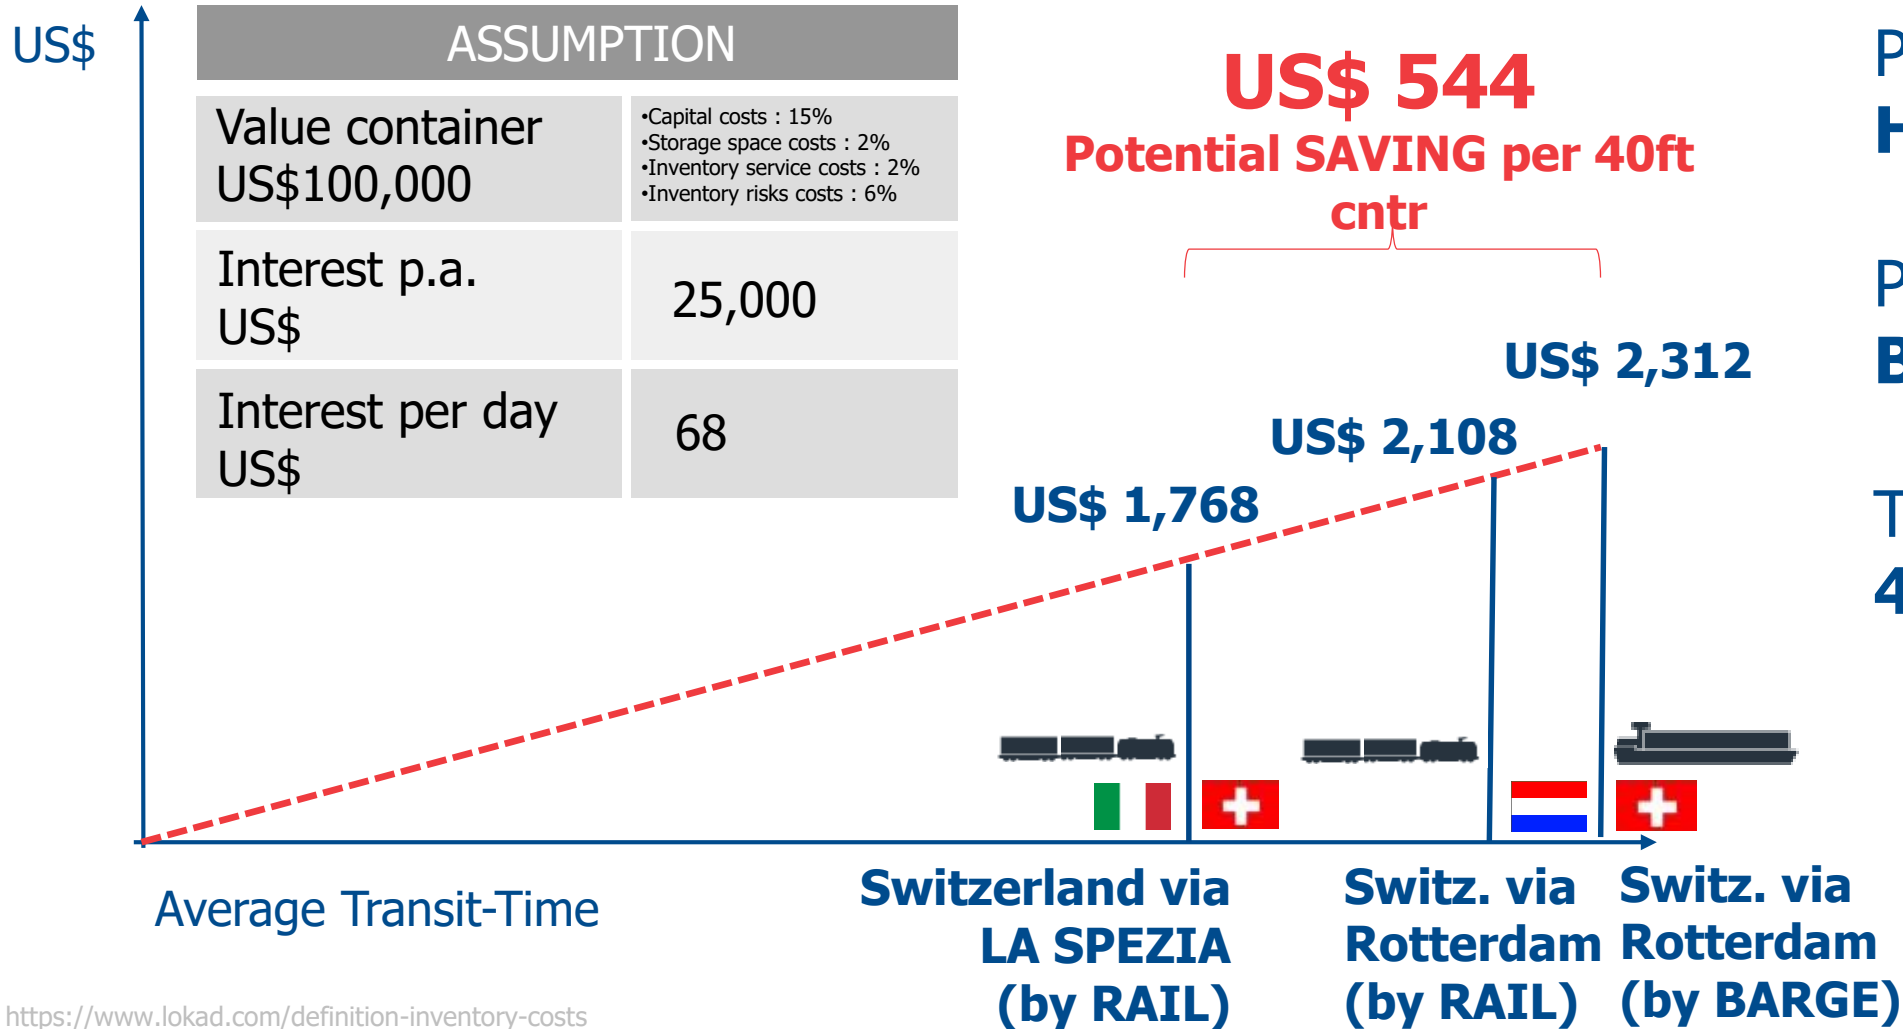 US$
ASSUMPTION
Value container
US$100,000
•Capital costs : 15%
•Storage space costs : 2%
•Inventory service costs : 2%
•Inventory risks costs : 6%
Interest p.a.
US$
25,000
Interest per day
US$
68
US$ 544
Potential SAVING per 40ft
cntr
US$ 2,312
US$ 2,108
US$ 1,768
Average Transit-Time
Switzerland via
LA SPEZIA
(by RAIL)
Switz. via
Rotterdam
(by RAIL)
Switz. via
Rotterdam
(by BARGE)
https://www.lokad.com/definition-inventory-costs